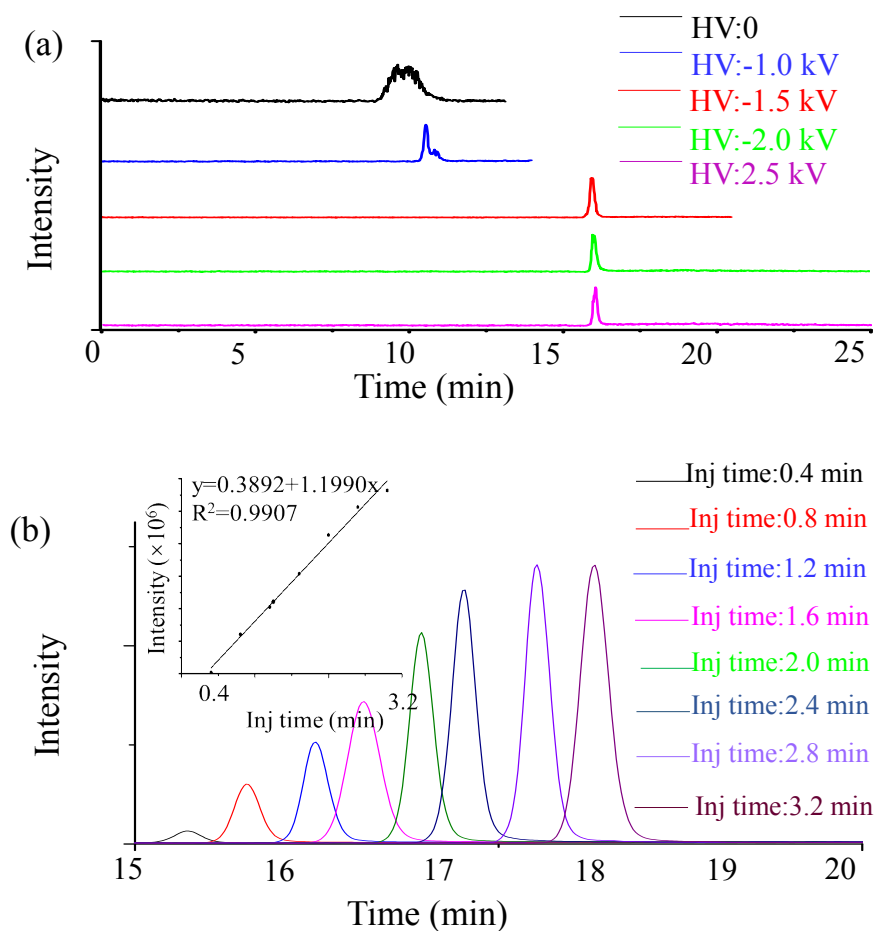 (a)
HV:0
HV:-1.0 kV
HV:-1.5 kV
HV:-2.0 kV
HV:2.5 kV
Intensity
0 5 10 15 20 25
Time (min)
(b)
y=0.3892+1.1990x
R²=0.9907
Intensity (×10⁶)
0.4 3.2
Inj time (min)
Inj time:0.4 min
Inj time:0.8 min
Inj time:1.2 min
Inj time:1.6 min
Inj time:2.0 min
Inj time:2.4 min
Inj time:2.8 min
Inj time:3.2 min
Intensity
15 16 17 18 19 20
Time (min)